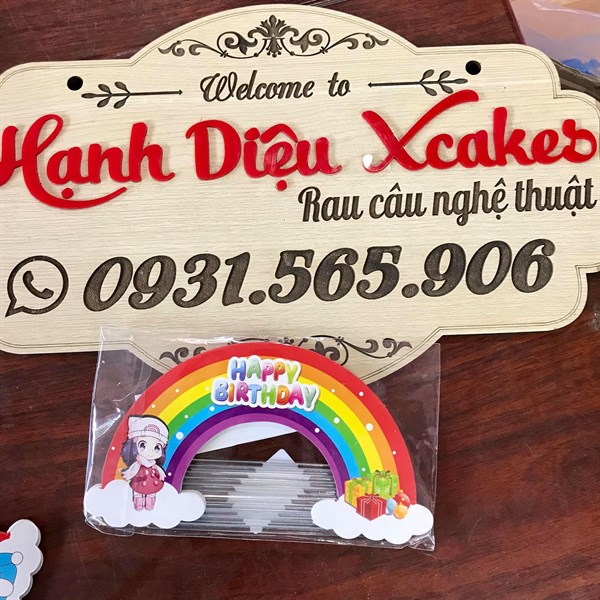 Welcome to
Hạnh Diệu Xcakes
Rau câu nghệ thuật
0931.565.906
HAPPY
BIRTHDAY